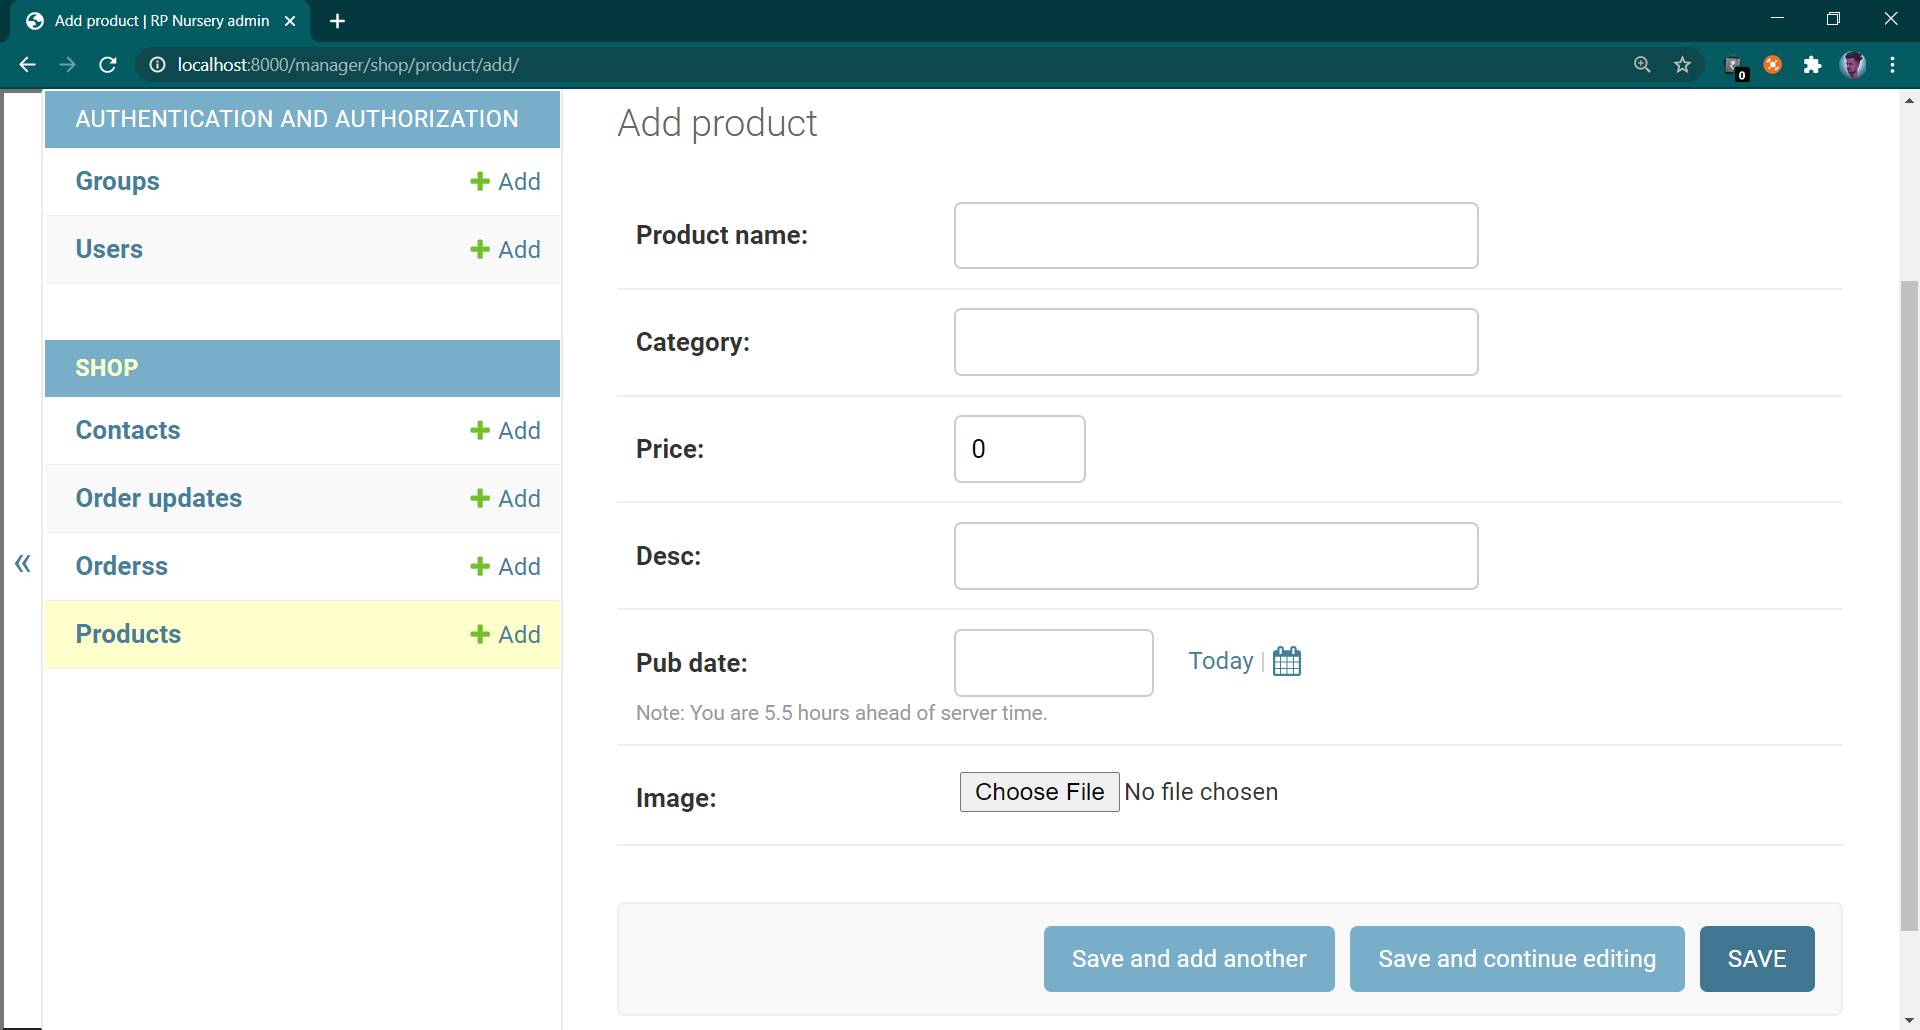 Add product | RP Nursery admin
localhost:8000/manager/shop/product/add/
0
AUTHENTICATION AND AUTHORIZATION
Groups Add
Users Add
SHOP
Contacts Add
Order updates Add
Orderss Add
Products Add
«
Add product
Product name:
Category:
Price: 0
Desc:
Pub date: Today |
Note: You are 5.5 hours ahead of server time.
Image: Choose File No file chosen
Save and add another Save and continue editing SAVE